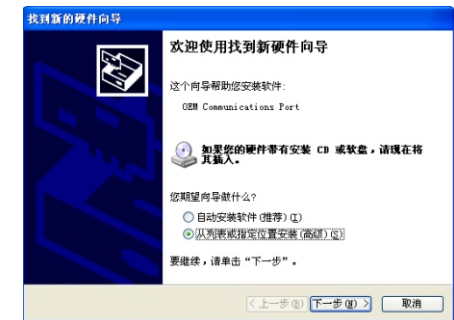 找到新的硬件向导
欢迎使用找到新硬件向导
这个向导帮助您安装软件:
OEM Communications Port
如果您的硬件带有安装 CD 或软盘，请现在将
其插入。
您期望向导做什么?
自动安装软件(推荐)(I)
从列表或指定位置安装(高级)(S)
要继续，请单击“下一步”。
< 上一步(B) 下一步(N) > 取消